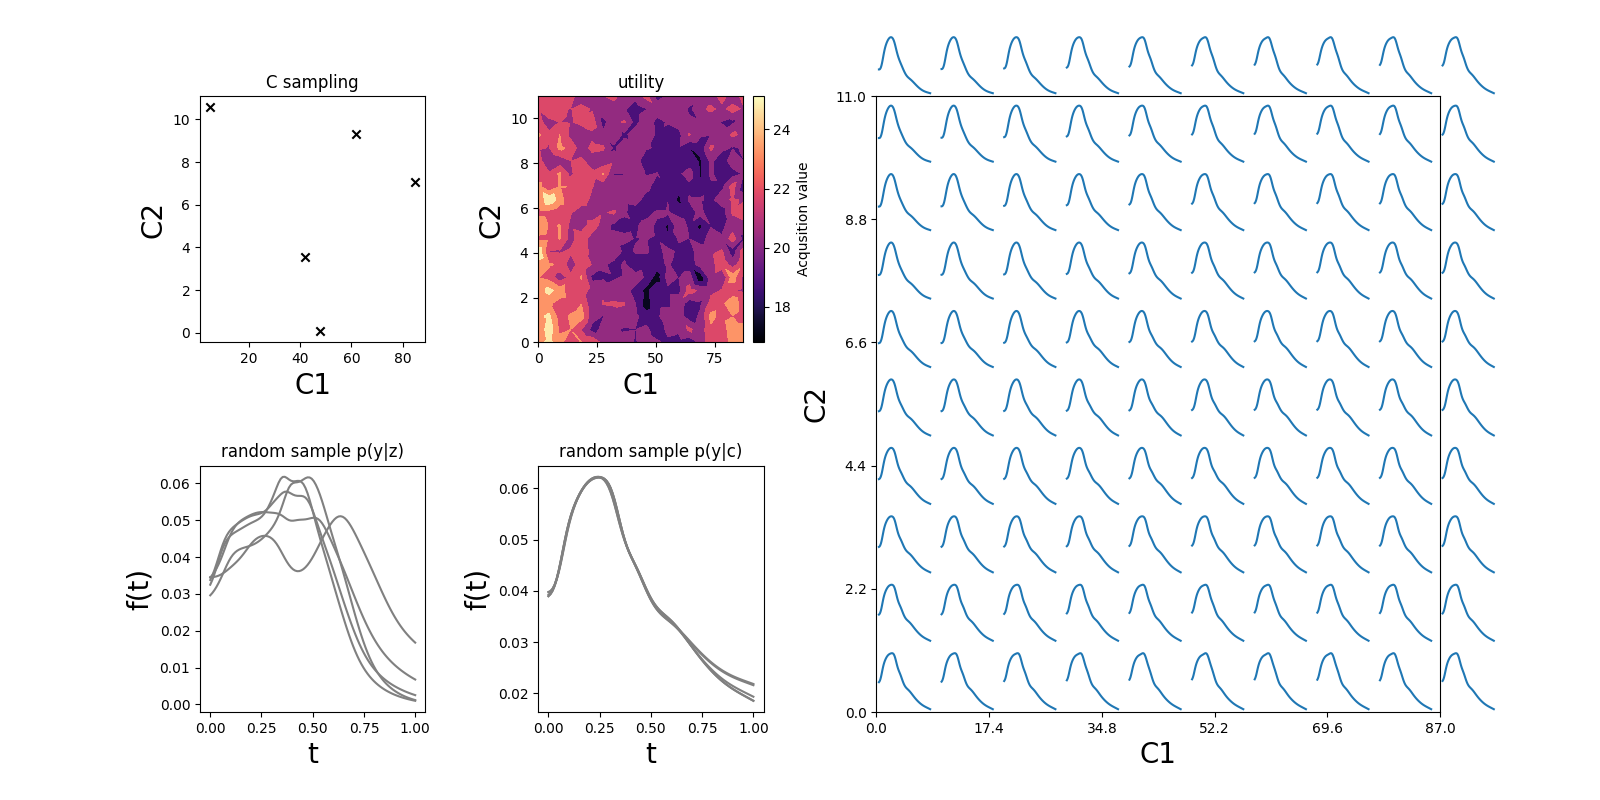 C sampling
10
8
6
4
2
0
20 40 60 80
C1
C2
utility
10
8
6
4
2
0
0 25 50 75
C1
C2
24
22
20
18
Acqusition value
random sample p(y|z)
0.06
0.05
0.04
0.03
0.02
0.01
0.00
0.00 0.25 0.50 0.75 1.00
t
f(t)
random sample p(y|c)
0.06
0.05
0.04
0.03
0.02
0.00 0.25 0.50 0.75 1.00
t
f(t)
11.0
8.8
6.6
4.4
2.2
0.0
0.0 17.4 34.8 52.2 69.6 87.0
C1
C2